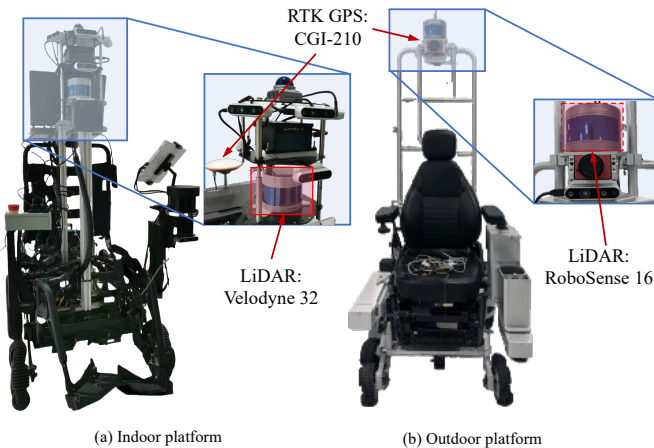 RTK GPS:
CGI-210
LiDAR:
Velodyne 32
LiDAR:
RoboSense 16
(a) Indoor platform
(b) Outdoor platform